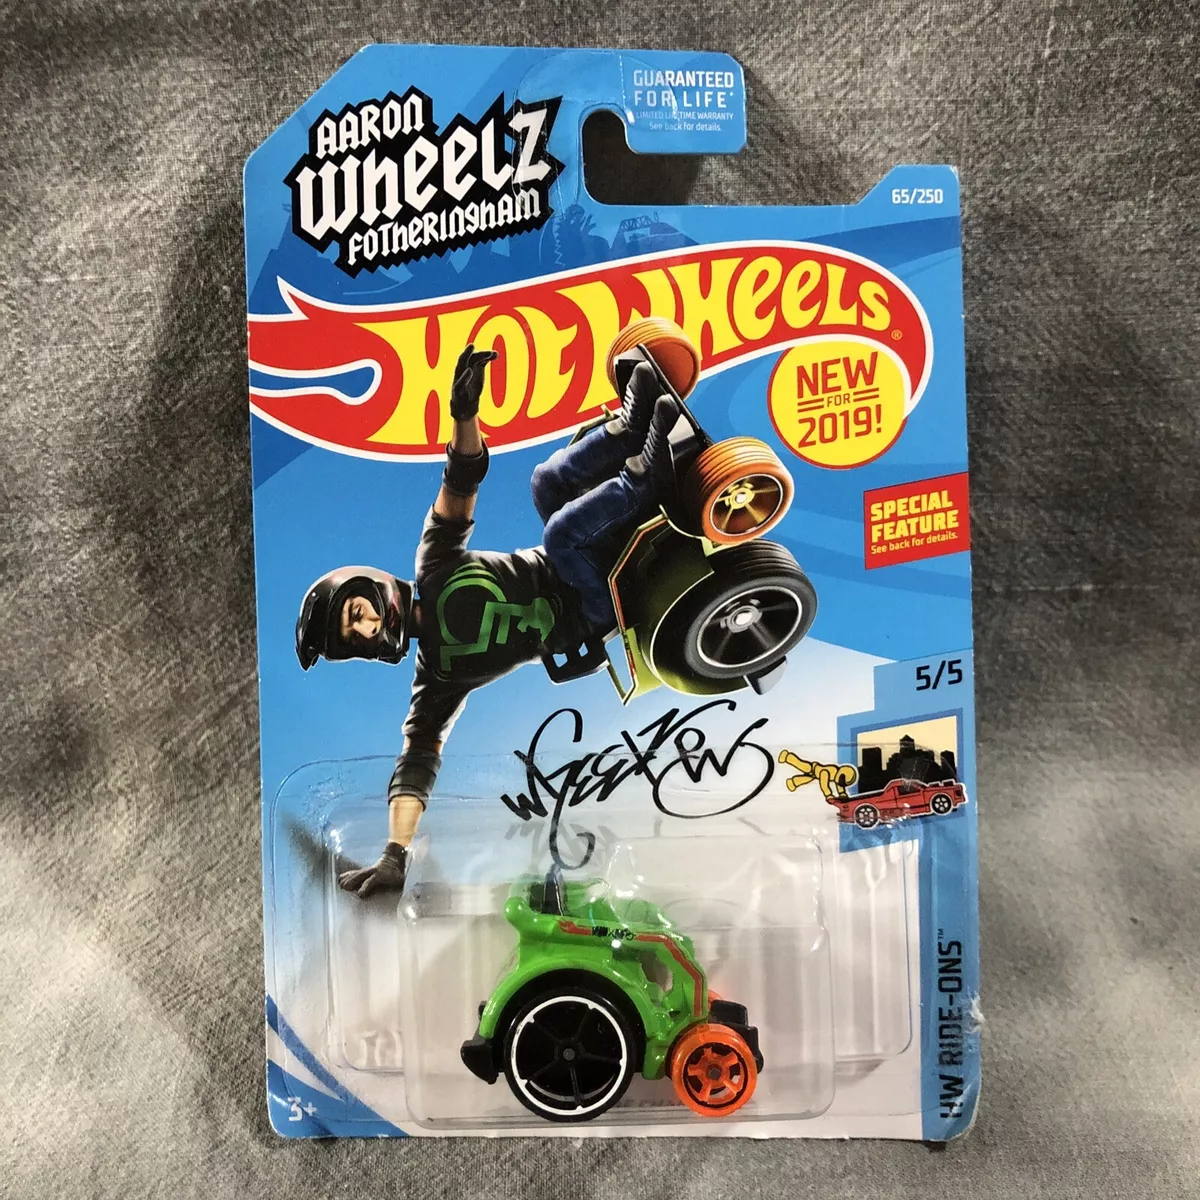 AARON
WHEELZ
FOTHERINGHAM
GUARANTEED
FOR LIFE*
LIMITED LIFETIME WARRANTY
See back for details.
65/250
HOT WHEELS®
NEW
FOR
2019!
SPECIAL
FEATURE
See back for details.
5/5
HW RIDE-ONS™
3+